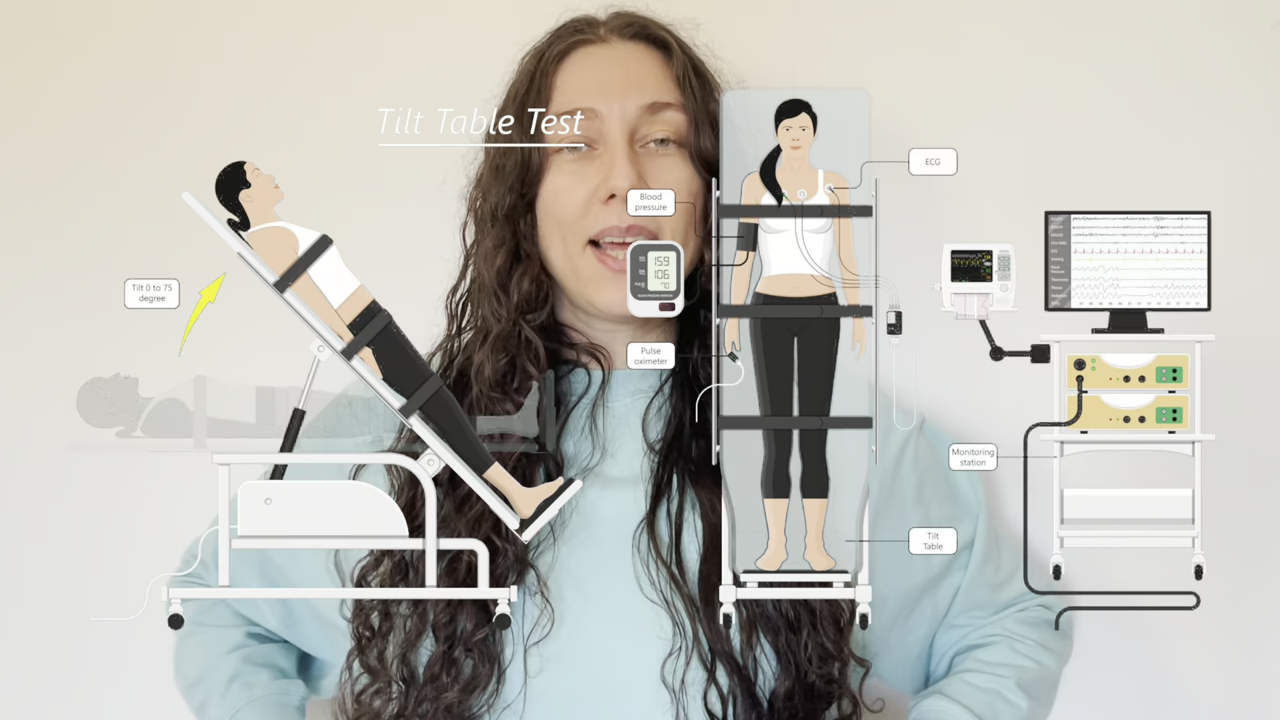 Tilt Table Test
ECG
Blood
pressure
159
106
70
Tilt 0 to 75
degree
Pulse
oximeter
Monitoring
station
Tilt
Table